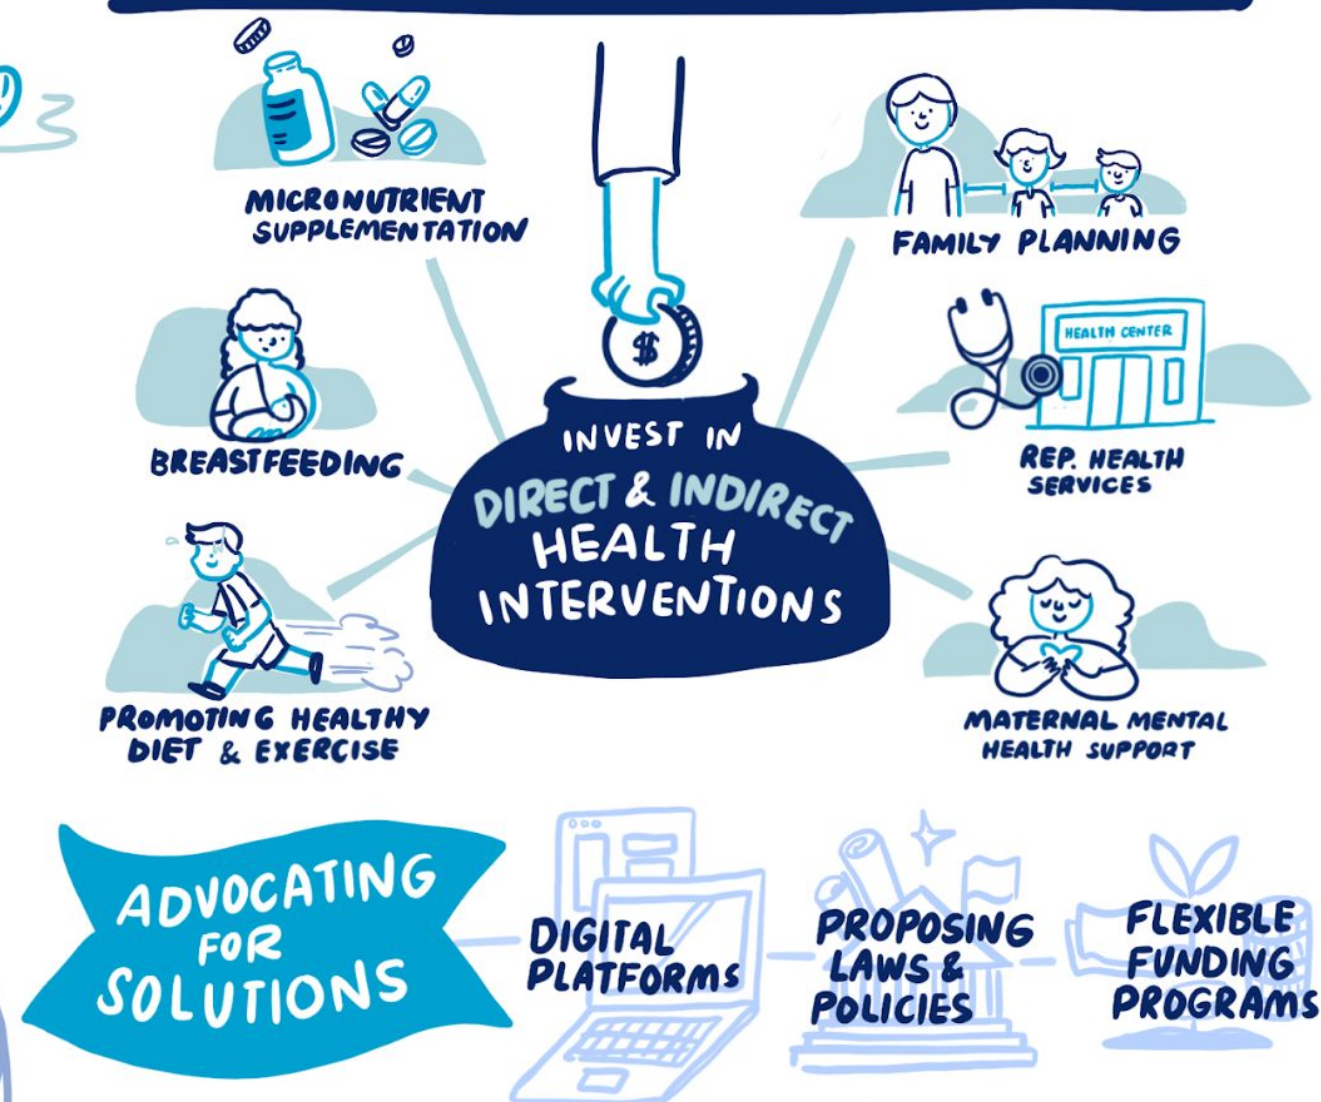 MICRONUTRIENT
SUPPLEMENTATION
BREASTFEEDING
PROMOTING HEALTHY
DIET & EXERCISE
$
INVEST IN
DIRECT & INDIRECT
HEALTH
INTERVENTIONS
FAMILY PLANNING
HEALTH CENTER
REP. HEALTH
SERVICES
MATERNAL MENTAL
HEALTH SUPPORT
ADVOCATING
FOR
SOLUTIONS
DIGITAL
PLATFORMS
PROPOSING
LAWS &
POLICIES
FLEXIBLE
FUNDING
PROGRAMS